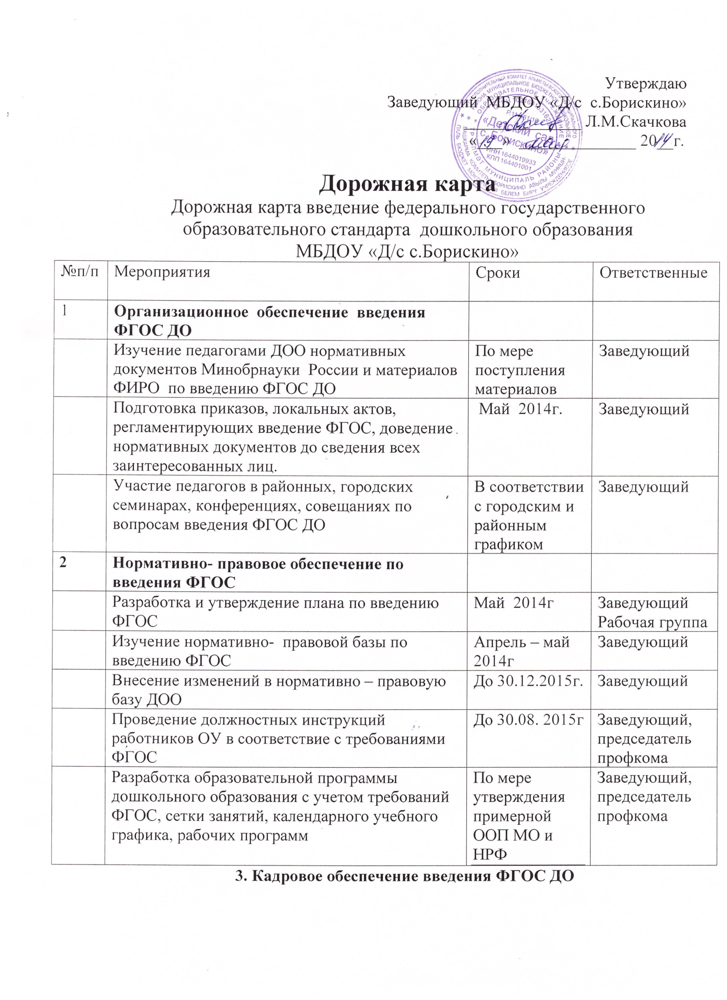 Утверждаю
Заведующий МБДОУ «Д/с с.Борискино»
Л.М.Скачкова
«19» мая 2014 г.
«Детский сад
с. Борискино»
ИНН 1644019933
КПП 164401001
Дорожная карта
Дорожная карта введение федерального государственного
образовательного стандарта дошкольного образования
МБДОУ «Д/с с.Борискино»
№п/п Мероприятия Сроки Ответственные
1 Организационное обеспечение введения
ФГОС ДО
Изучение педагогами ДОО нормативных По мере Заведующий
документов Минобрнауки России и материалов поступления
ФИРО по введению ФГОС ДО материалов
Подготовка приказов, локальных актов, Май 2014г. Заведующий
регламентирующих введение ФГОС, доведение
нормативных документов до сведения всех
заинтересованных лиц.
Участие педагогов в районных, городских В соответствии Заведующий
семинарах, конференциях, совещаниях по с городским и
вопросам введения ФГОС ДО районным
графиком
2 Нормативно- правовое обеспечение по
введения ФГОС
Разработка и утверждение плана по введению Май 2014г Заведующий
ФГОС Рабочая группа
Изучение нормативно- правовой базы по Апрель – май Заведующий
введению ФГОС 2014г
Внесение изменений в нормативно – правовую До 30.12.2015г. Заведующий
базу ДОО
Проведение должностных инструкций До 30.08. 2015г Заведующий,
работников ОУ в соответствие с требованиями председатель
ФГОС профкома
Разработка образовательной программы По мере Заведующий,
дошкольного образования с учетом требований утверждения председатель
ФГОС, сетки занятий, календарного учебного примерной профкома
графика, рабочих программ ООП МО и
НРФ
3. Кадровое обеспечение введения ФГОС ДО